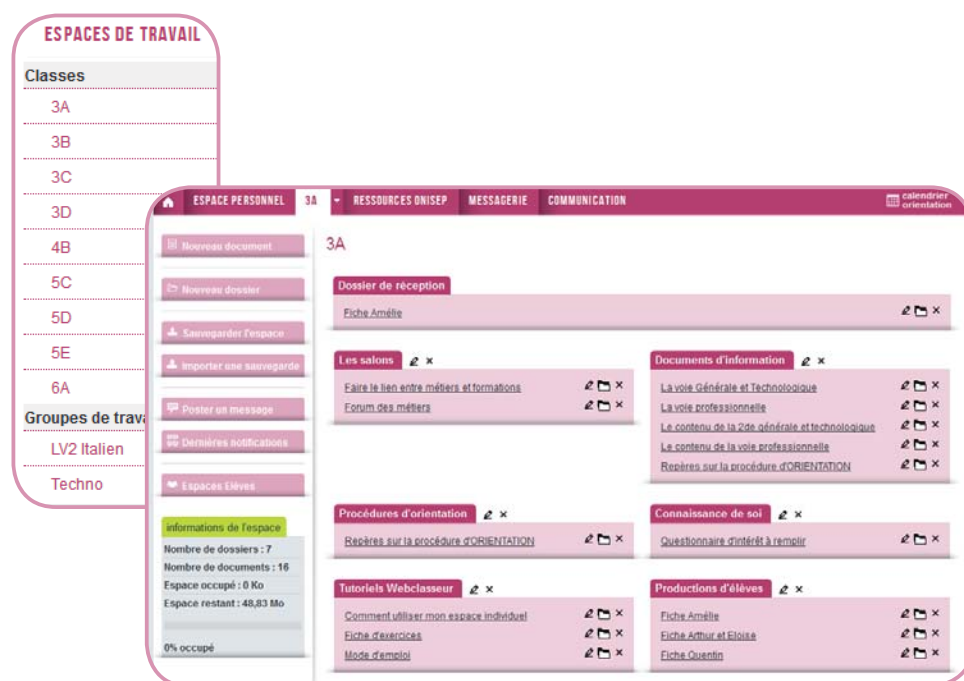 ESPACES DE TRAVAIL
Classes
3A
3B
3C
3D
4B
5C
5D
5E
6A
Groupes de trava
LV2 Italien
Techno
ESPACE PERSONNEL 3A RESSOURCES ONISEP MESSAGERIE COMMUNICATION calendrier orientation
Nouveau document
Nouveau dossier
Sauvegarder l'espace
Importer une sauvegarde
Poster un message
Dernières notifications
Espaces Elèves
informations de l'espace
Nombre de dossiers : 7
Nombre de documents : 16
Espace occupé : 0 Ko
Espace restant : 48,83 Mo
0% occupé
3A
Dossier de réception
Fiche Amélie
Les salons
Faire le lien entre métiers et formations
Forum des métiers
Documents d'information
La voie Générale et Technologique
La voie professionnelle
Le contenu de la 2de générale et technologique
Le contenu de la voie professionnelle
Repères sur la procédure d'ORIENTATION
Procédures d'orientation
Repères sur la procédure d'ORIENTATION
Connaissance de soi
Questionnaire d'intérêt à remplir
Tutoriels Webclasseur
Comment utiliser mon espace individuel
Fiche d'exercices
Mode d'emploi
Productions d'élèves
Fiche Amélie
Fiche Arthur et Eloise
Fiche Quentin